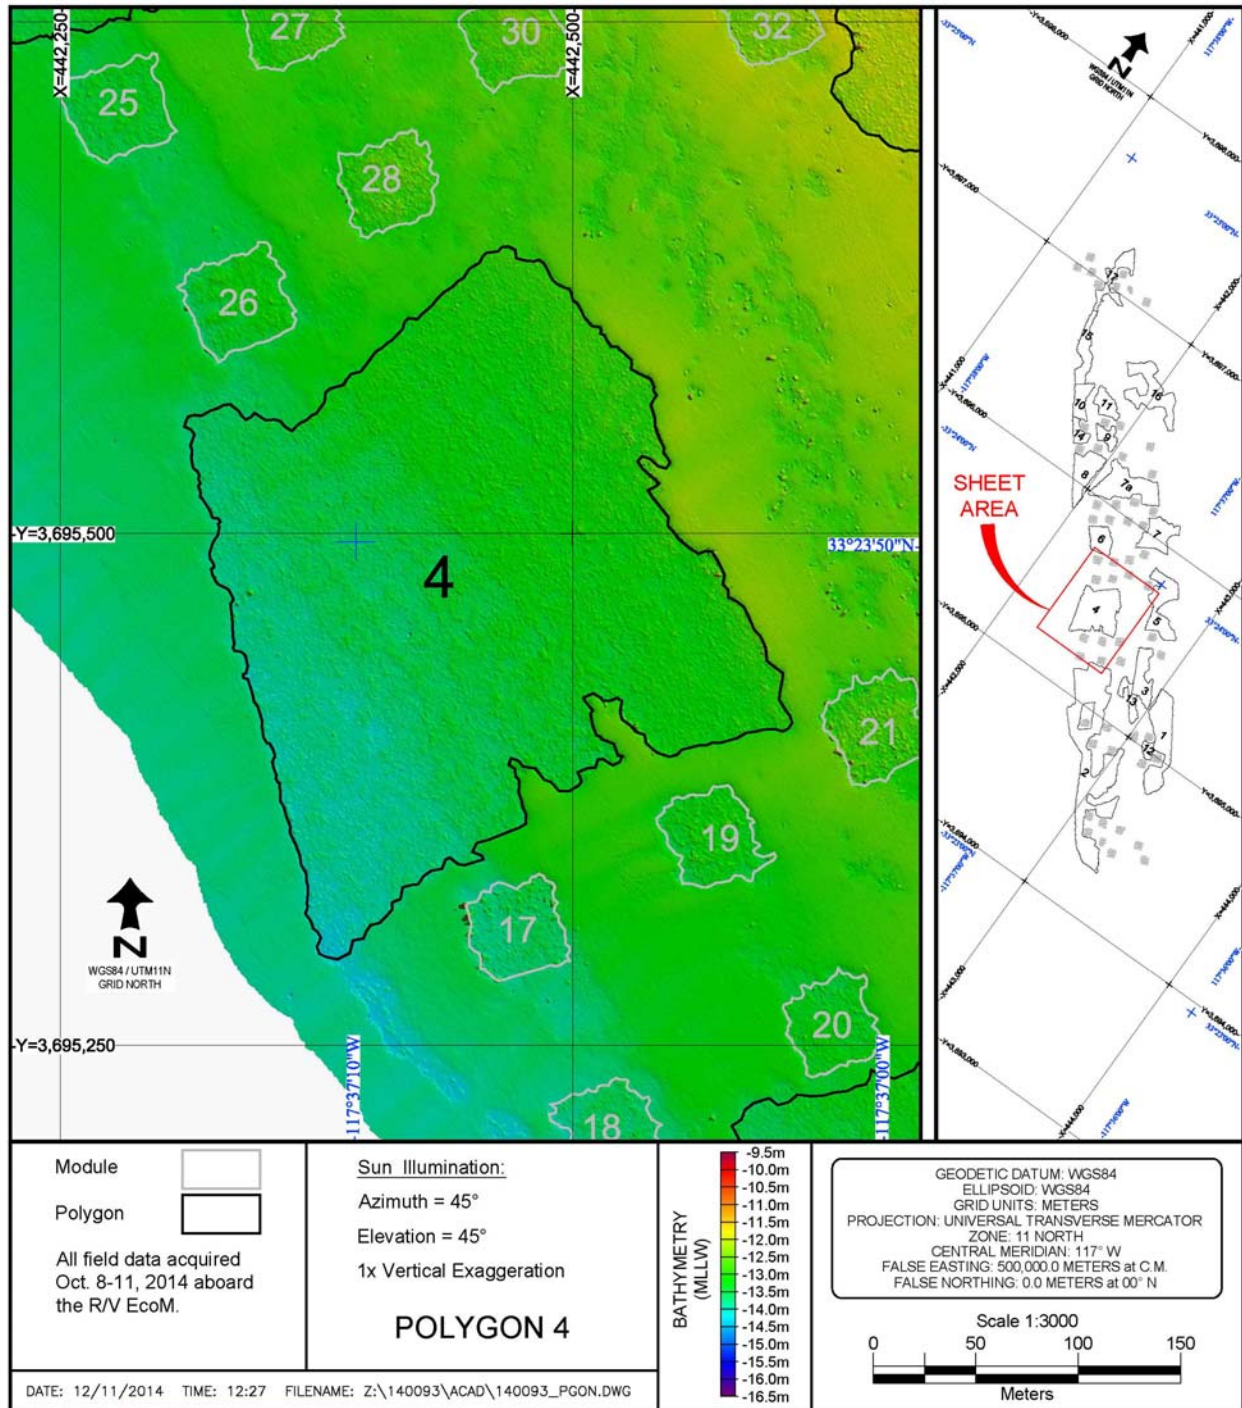 27
30
32
X=442,250
X=442,500
25
28
26
-Y=3,695,500
33°23'50"N
4
21
19
17
20
18
N
WGS84 / UTM11N
GRID NORTH
-Y=3,695,250
-117°37'10"W
-117°37'00"W
N
WGS84 / UTM11N
GRID NORTH
SHEET
AREA
17
15
16
10
11
14
9
8
7a
7
6
4
5
3
13
1
12
2
Module
Polygon
All field data acquired
Oct. 8-11, 2014 aboard
the R/V EcoM.
Sun Illumination:
Azimuth = 45°
Elevation = 45°
1x Vertical Exaggeration
POLYGON 4
BATHYMETRY
(MLLW)
-9.5m
-10.0m
-10.5m
-11.0m
-11.5m
-12.0m
-12.5m
-13.0m
-13.5m
-14.0m
-14.5m
-15.0m
-15.5m
-16.0m
-16.5m
GEODETIC DATUM: WGS84
ELLIPSOID: WGS84
GRID UNITS: METERS
PROJECTION: UNIVERSAL TRANSVERSE MERCATOR
ZONE: 11 NORTH
CENTRAL MERIDIAN: 117° W
FALSE EASTING: 500,000.0 METERS at C.M.
FALSE NORTHING: 0.0 METERS at 00° N
Scale 1:3000
0 50 100 150
Meters
DATE: 12/11/2014 TIME: 12:27 FILENAME: Z:\140093\ACAD\140093_PGON.DWG